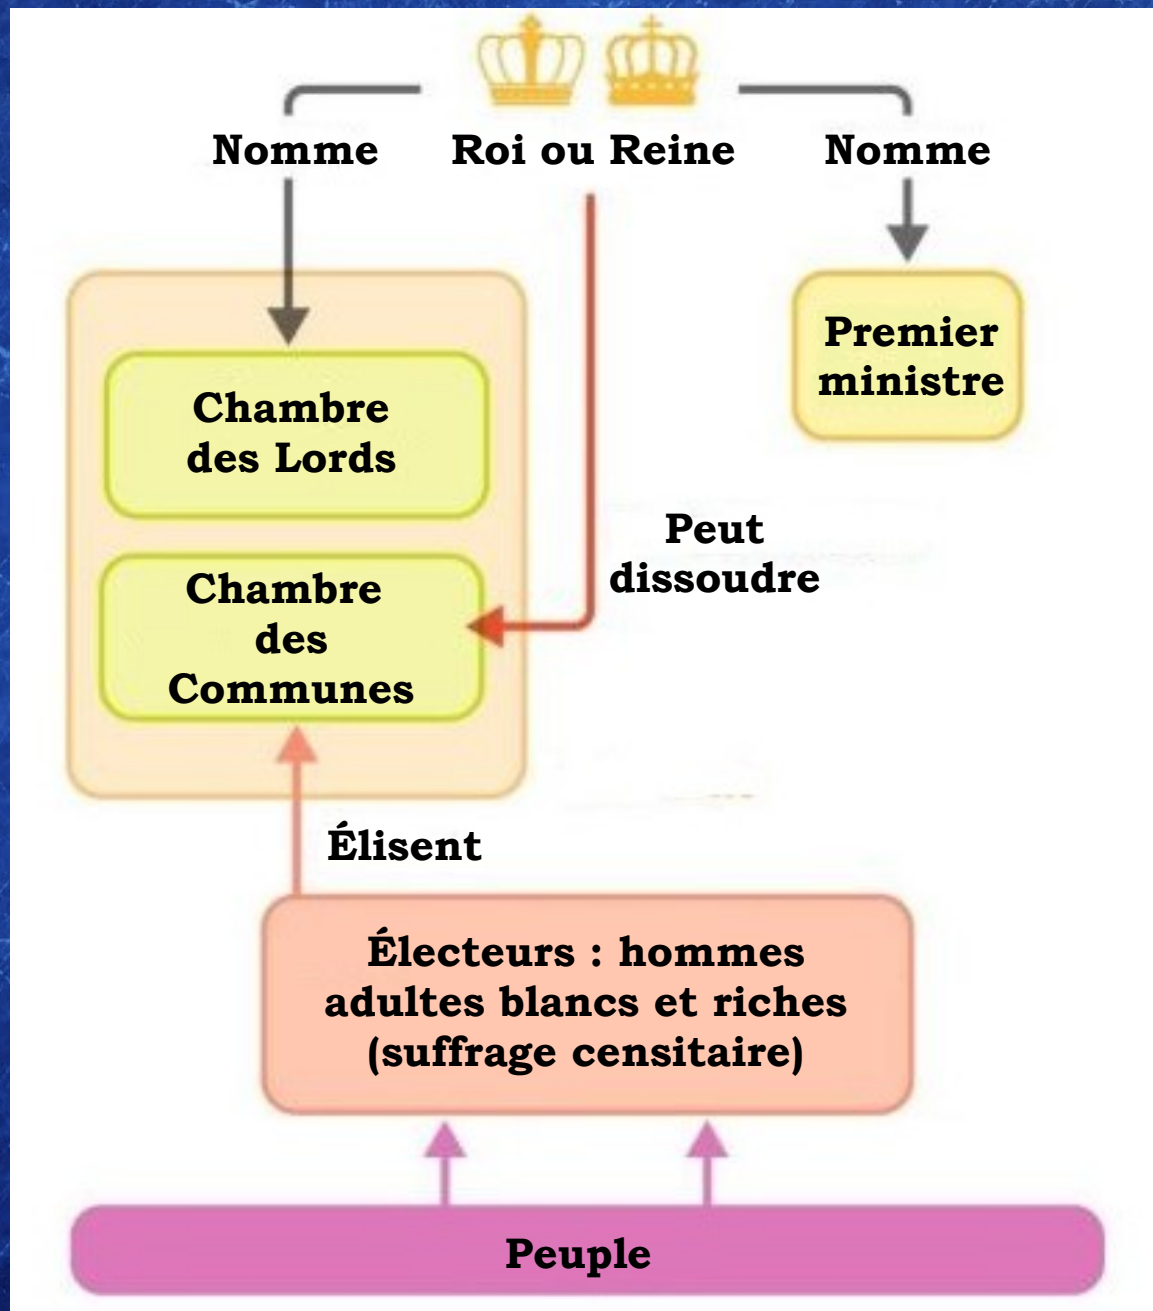 Nomme
Roi ou Reine
Nomme
Premier
ministre
Chambre
des Lords
Peut
dissoudre
Chambre
des
Communes
Élisent
Électeurs : hommes
adultes blancs et riches
(suffrage censitaire)
Peuple